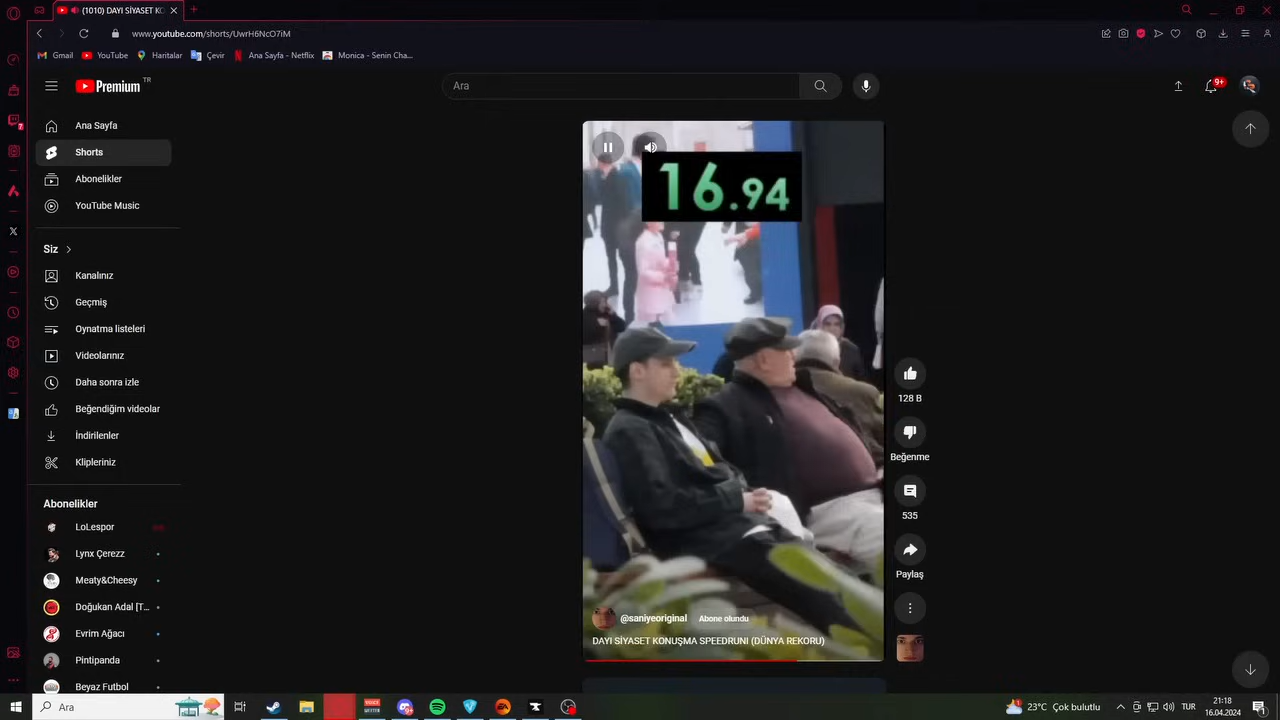 (1010) DAYI SİYASET KO
www.youtube.com/shorts/UwrH6NcO7iM
Gmail
YouTube
Haritalar
Çevir
Ana Sayfa - Netflix
Monica - Senin Cha...
Premium TR
Ara
9+
Ana Sayfa
Shorts
Abonelikler
YouTube Music
Siz
Kanalınız
Geçmiş
Oynatma listeleri
Videolarınız
Daha sonra izle
Beğendiğim videolar
İndirilenler
Klipleriniz
Abonelikler
LoLespor
Lynx Çerezz
Meaty&Cheesy
Doğukan Adal [T...
Evrim Ağacı
Pintipanda
Beyaz Futbol
16.94
128 B
Beğenme
535
Paylaş
@saniyeoriginal
Abone olundu
DAYI SİYASET KONUŞMA SPEEDRUNI (DÜNYA REKORU)
Ara
23°C Çok bulutlu
TUR
21:18
16.04.2024